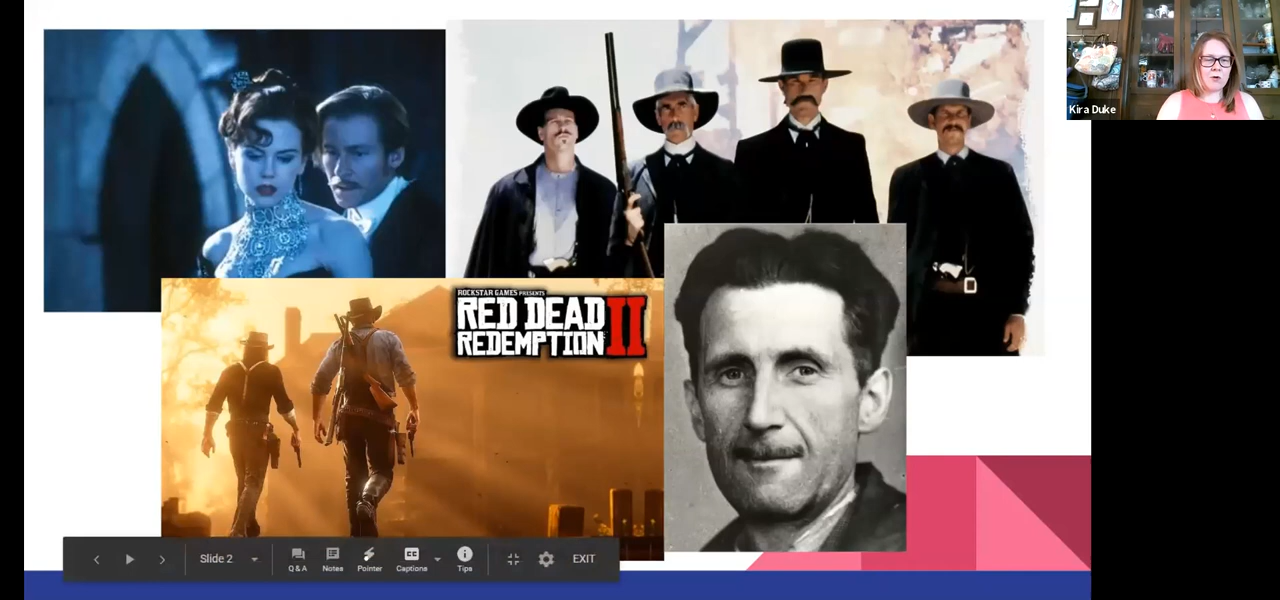 Kira Duke
ROCKSTAR GAMES PRESENTS
RED DEAD
REDEMPTION II
Slide 2
Q & A
Notes
Pointer
Captions
Tips
EXIT